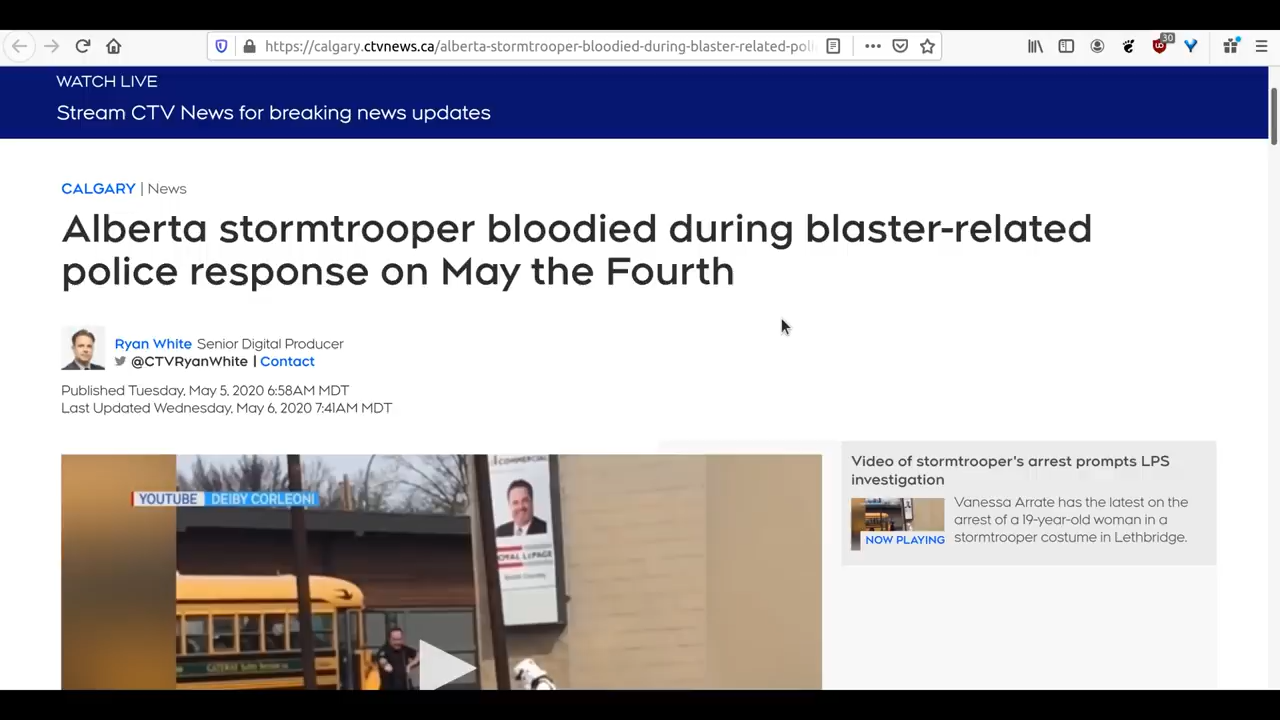 https://calgary.ctvnews.ca/alberta-stormtrooper-bloodied-during-blaster-related-poli
30
WATCH LIVE
Stream CTV News for breaking news updates
CALGARY | News
Alberta stormtrooper bloodied during blaster-related
police response on May the Fourth
Ryan White Senior Digital Producer
@CTVRyanWhite | Contact
Published Tuesday, May 5, 2020 6:58AM MDT
Last Updated Wednesday, May 6, 2020 7:41AM MDT
YOUTUBE DEIBY CORLEONI
COMMERCIAL
ROYAL LEPAGE
Video of stormtrooper's arrest prompts LPS
investigation
Vanessa Arrate has the latest on the
arrest of a 19-year-old woman in a
stormtrooper costume in Lethbridge.
NOW PLAYING